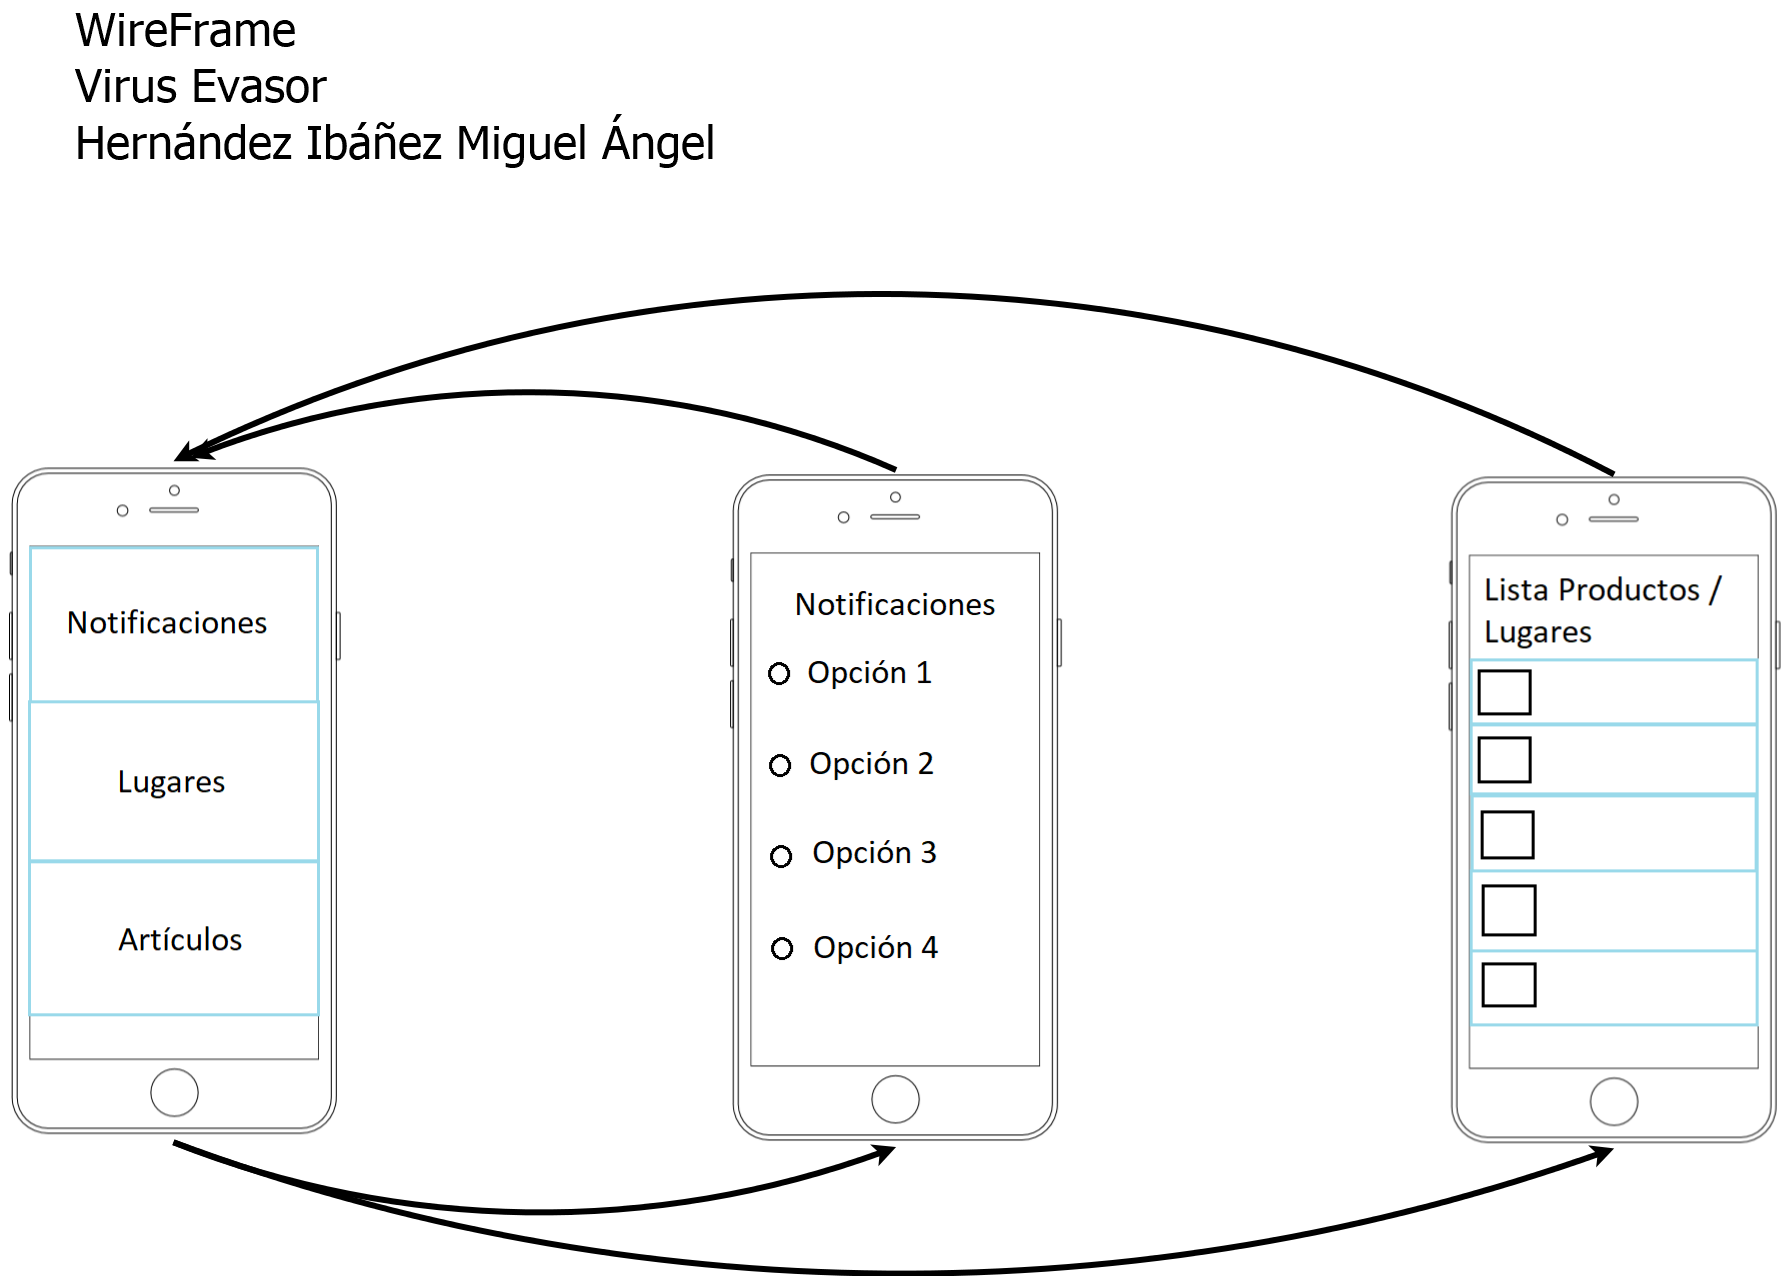 WireFrame
Virus Evasor
Hernández Ibáñez Miguel Ángel
Notificaciones
Lugares
Artículos
Notificaciones
Opción 1
Opción 2
Opción 3
Opción 4
Lista Productos /
Lugares